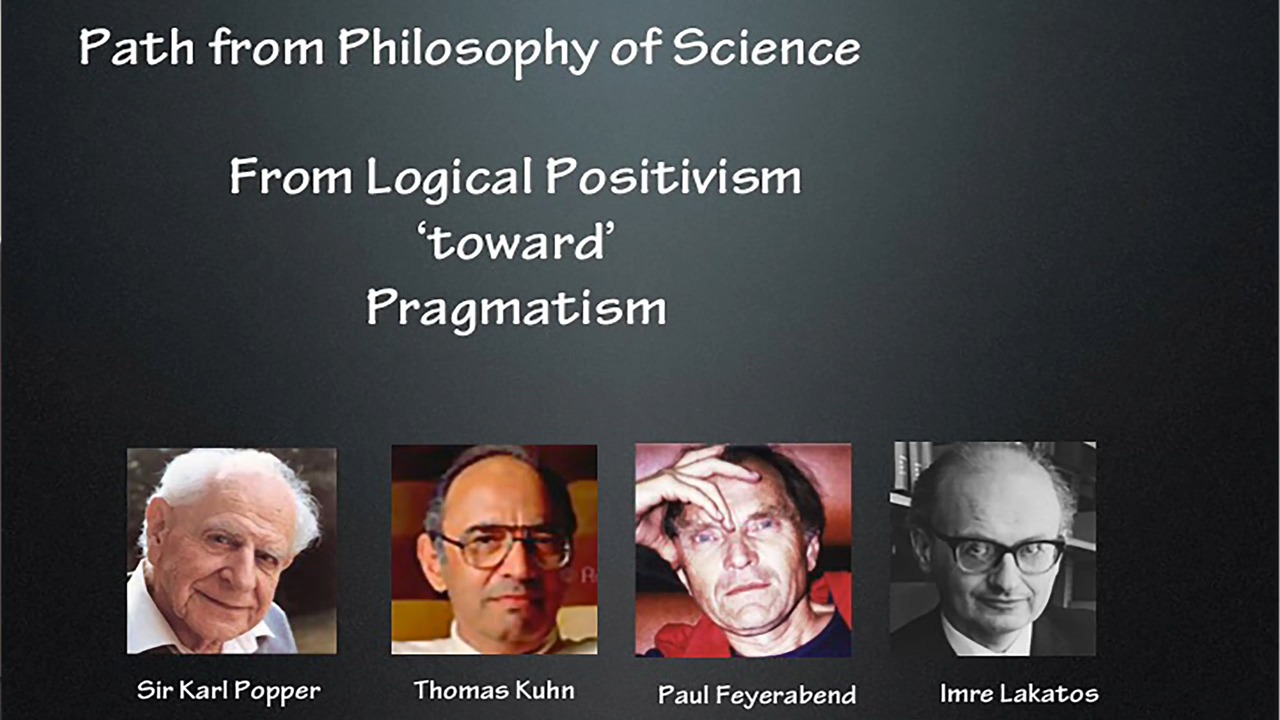 Path from Philosophy of Science
From Logical Positivism
‘toward’
Pragmatism
Sir Karl Popper
Thomas Kuhn
Paul Feyerabend
Imre Lakatos